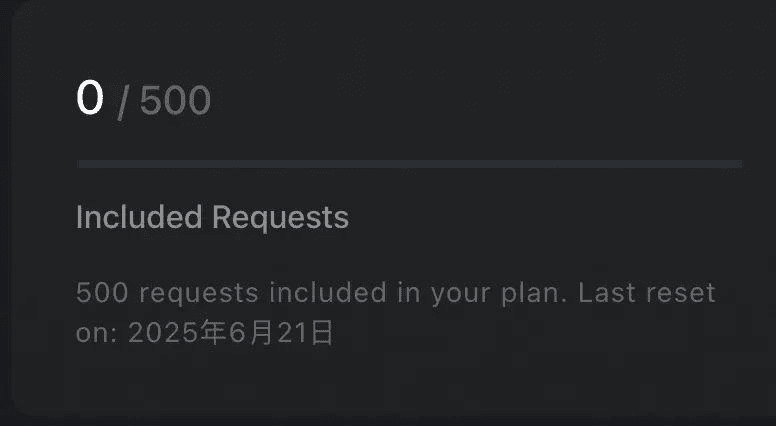 0 / 500
Included Requests
500 requests included in your plan. Last reset
on: 2025年6月21日